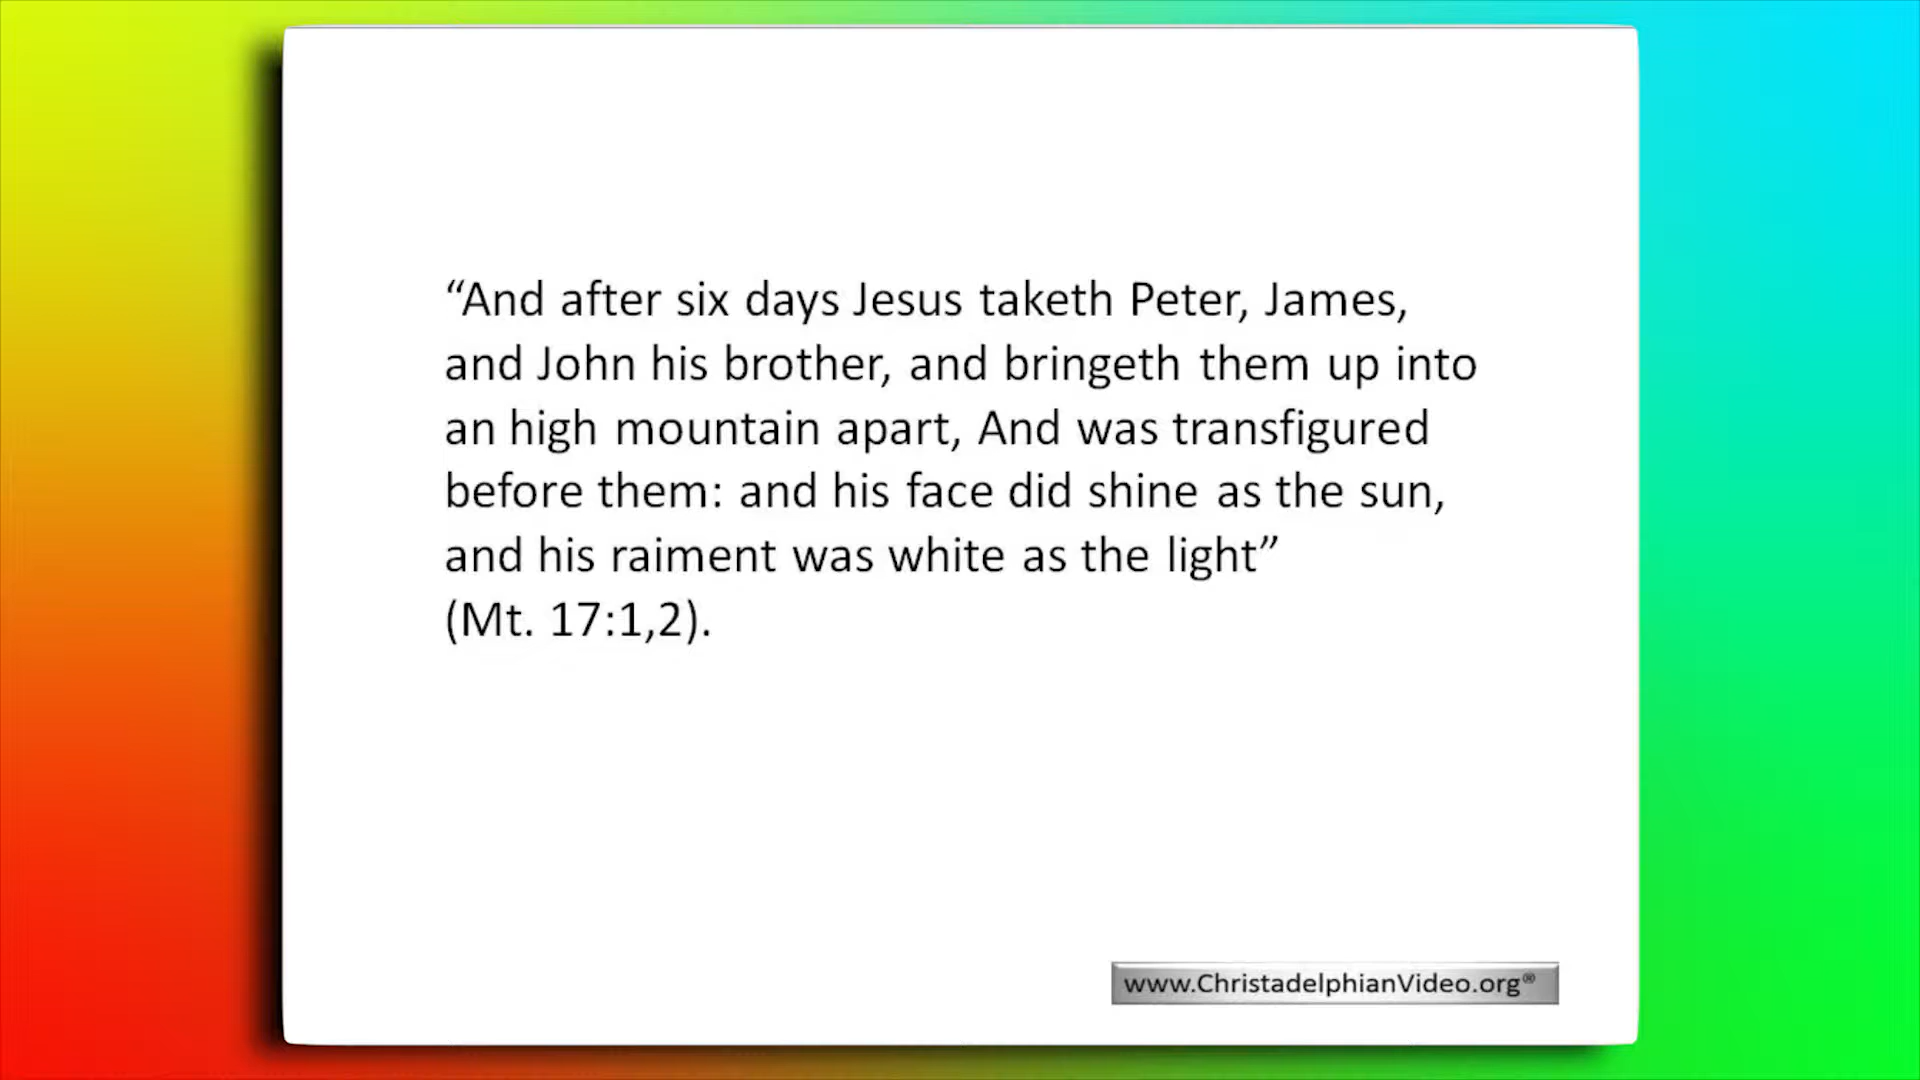 “And after six days Jesus taketh Peter, James,
and John his brother, and bringeth them up into
an high mountain apart, And was transfigured
before them: and his face did shine as the sun,
and his raiment was white as the light”
(Mt. 17:1,2).
www.ChristadelphianVideo.org®